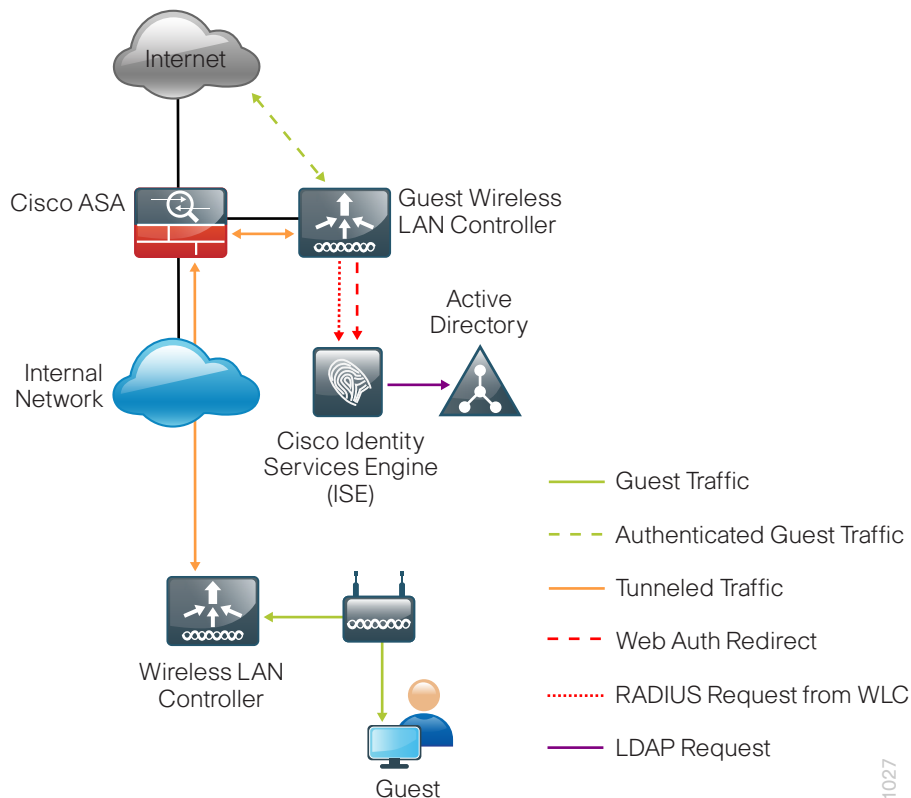 Internet
Cisco ASA
Guest Wireless
LAN Controller
Active
Directory
Internal
Network
Cisco Identity
Services Engine
(ISE)
Wireless LAN
Controller
Guest
Guest Traffic
Authenticated Guest Traffic
Tunneled Traffic
Web Auth Redirect
RADIUS Request from WLC
LDAP Request
1027